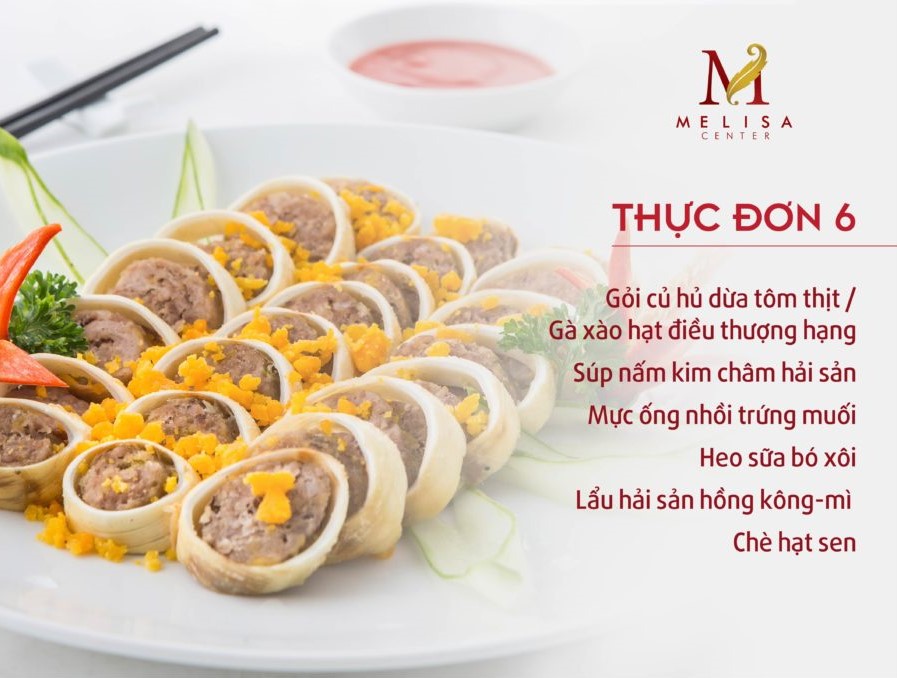 M
MELISA
CENTER
THỰC ĐƠN 6
Gỏi củ hủ dừa tôm thịt /
Gà xào hạt điều thượng hạng
Súp nấm kim châm hải sản
Mực ống nhồi trứng muối
Heo sữa bó xôi
Lẩu hải sản hồng kông-mì
Chè hạt sen